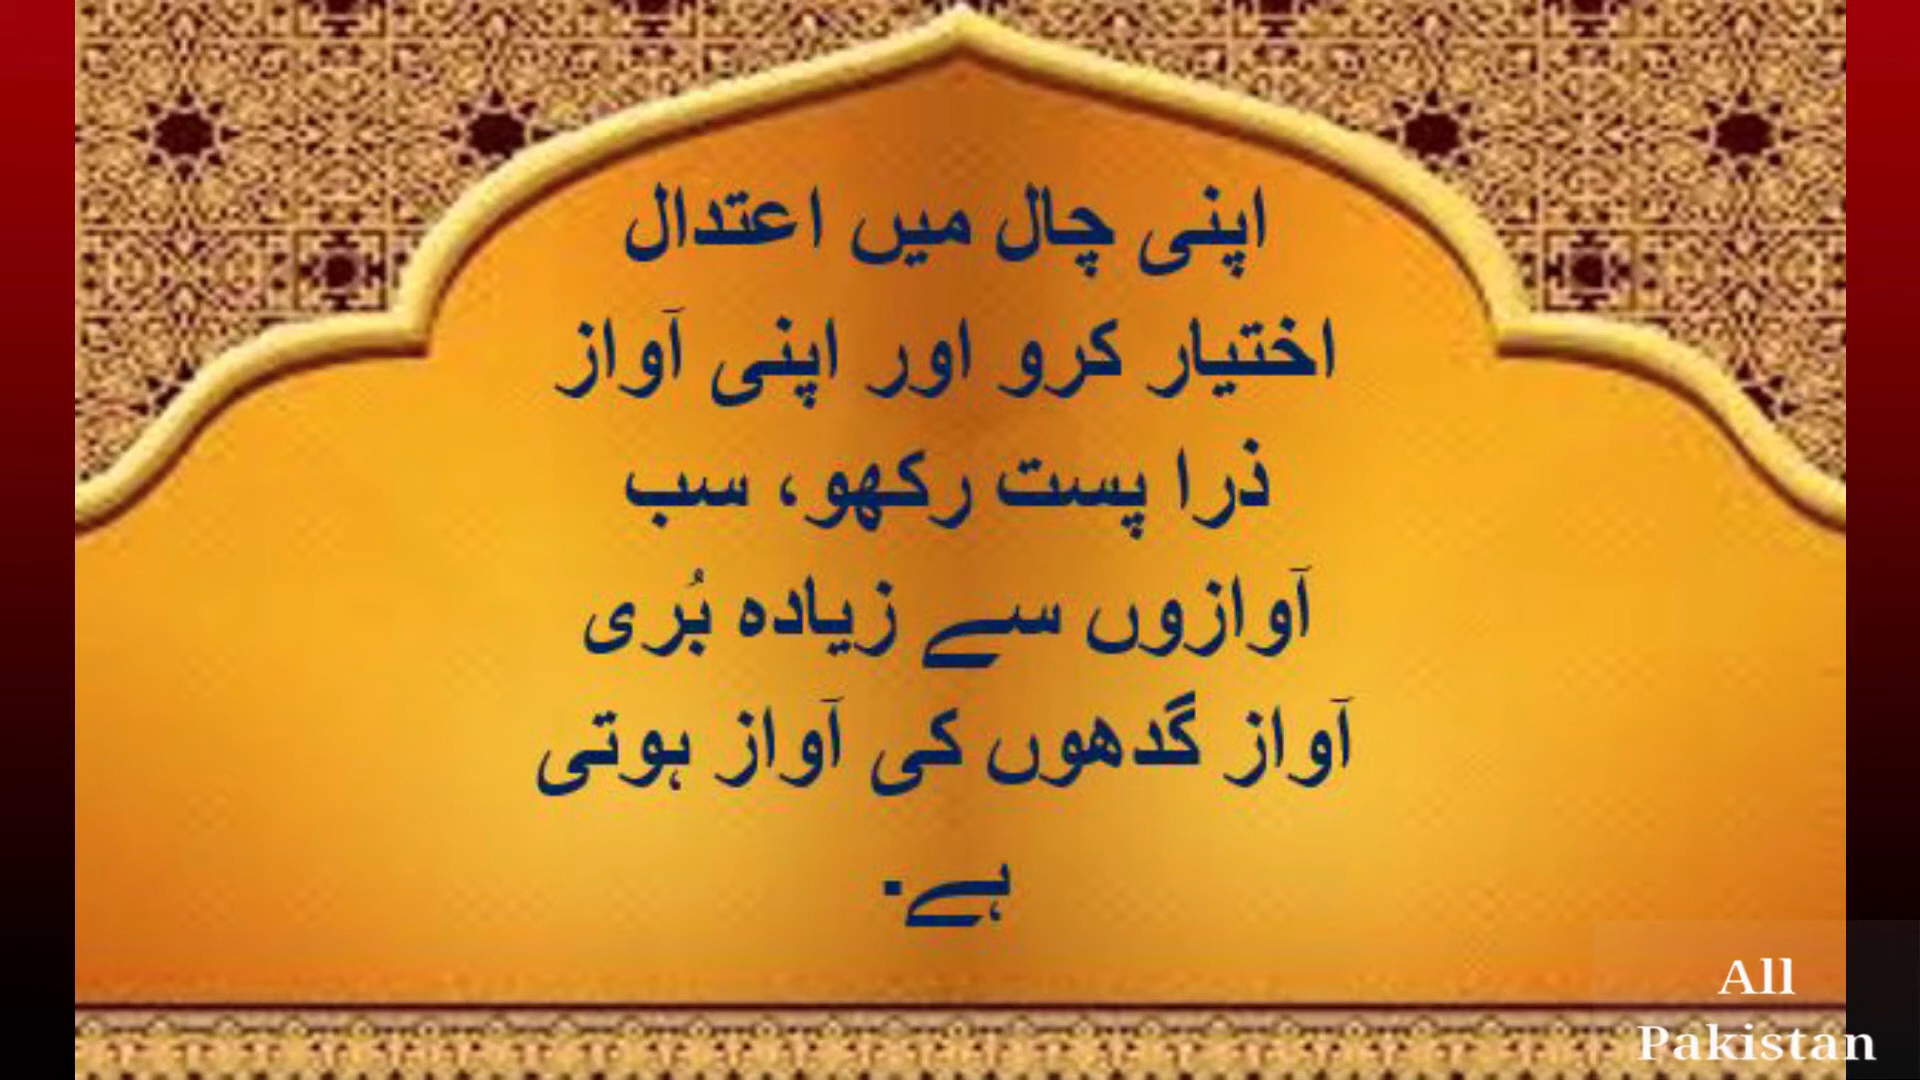 اپنی چال میں اعتدال
اختیار کرو اور اپنی آواز
ذرا پست رکھو، سب
آوازوں سے زیادہ بُری
آواز گدھوں کی آواز ہوتی
ہے۔
All
Pakistan